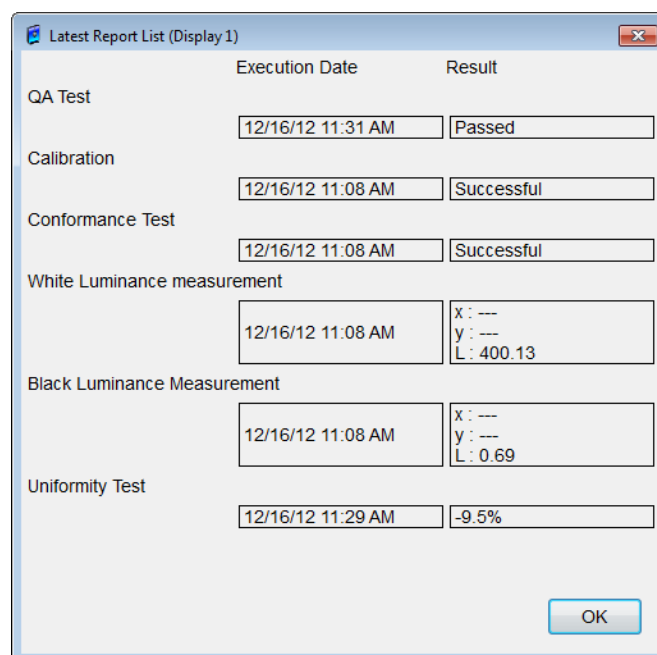 Latest Report List (Display 1)
Execution Date Result
QA Test
12/16/12 11:31 AM Passed
Calibration
12/16/12 11:08 AM Successful
Conformance Test
12/16/12 11:08 AM Successful
White Luminance measurement
12/16/12 11:08 AM
x : ---
y : ---
L : 400.13
Black Luminance Measurement
12/16/12 11:08 AM
x : ---
y : ---
L : 0.69
Uniformity Test
12/16/12 11:29 AM -9.5%
OK